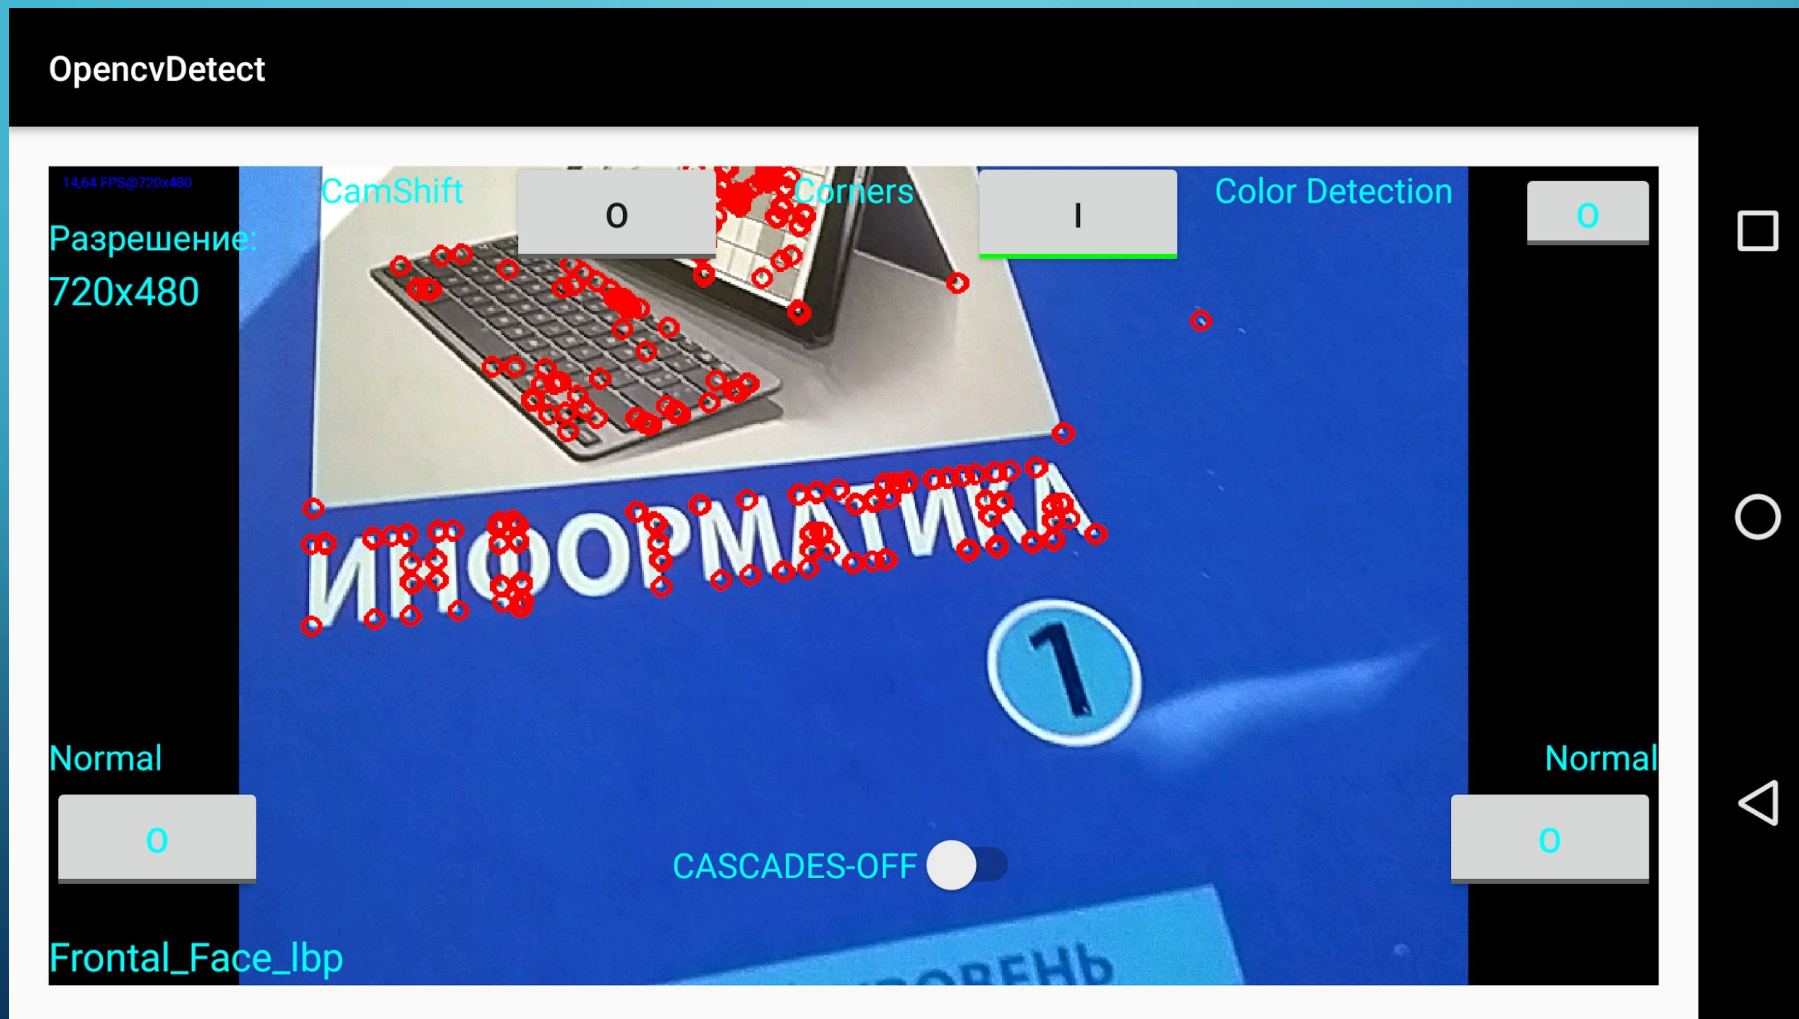 OpencvDetect
14,64 FPS@720x480
CamShift
O
Corners
I
Color Detection
O
Разрешение:
720x480
ИНФОРМАТИКА
1
Normal
O
Normal
O
CASCADES-OFF
Frontal_Face_lbp